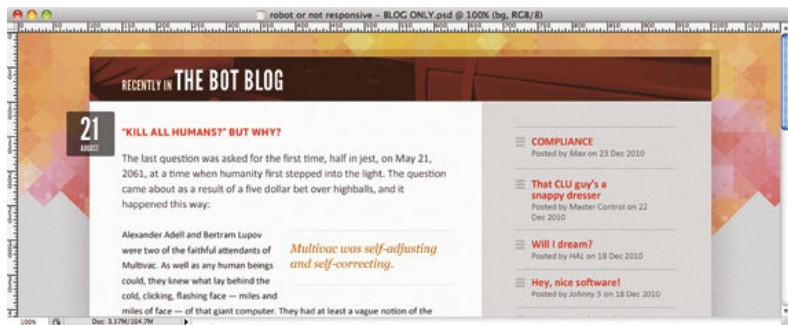 robot or not responsive – BLOG ONLY.psd @ 100% (bg, RGB/8)
RECENTLY IN THE BOT BLOG
21
AUGUST
"KILL ALL HUMANS?" BUT WHY?
The last question was asked for the first time, half in jest, on May 21,
2061, at a time when humanity first stepped into the light. The question
came about as a result of a five dollar bet over highballs, and it
happened this way:
Alexander Adell and Bertram Lupov
were two of the faithful attendants of
Multivac. As well as any human beings
could, they knew what lay behind the
cold, clicking, flashing face — miles and
miles of face — of that giant computer. They had at least a vague notion of the
Multivac was self-adjusting
and self-correcting.
COMPLIANCE
Posted by Max on 23 Dec 2010
That CLU guy's a
snappy dresser
Posted by Master Control on 22
Dec 2010
Will I dream?
Posted by HAL on 18 Dec 2010
Hey, nice software!
Posted by Johnny 5 on 18 Dec 2010
100%
Doc: 3.57M/104.7M